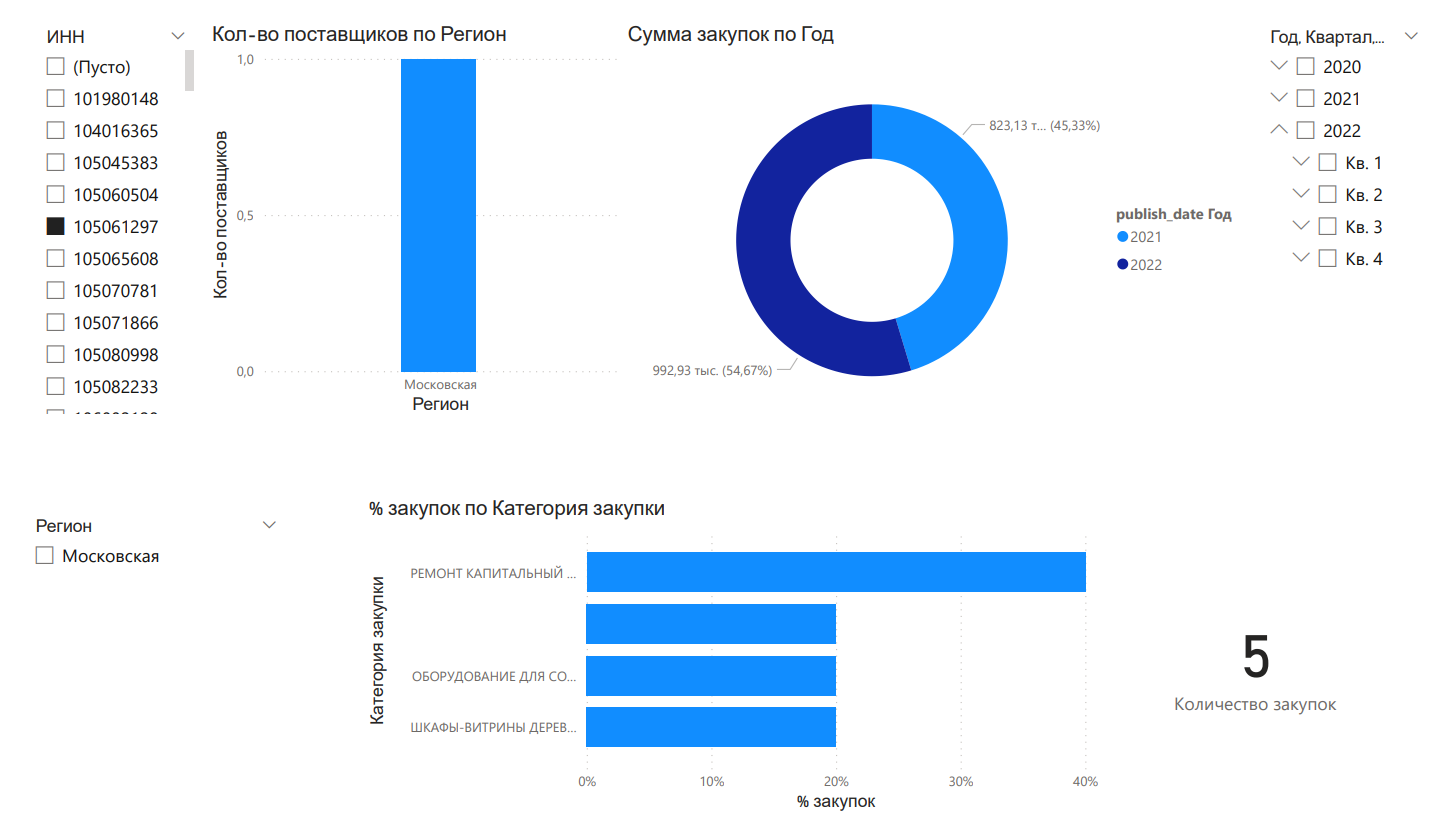 ИНН
(Пусто)
101980148
104016365
105045383
105060504
105061297
105065608
105070781
105071866
105080998
105082233
Кол-во поставщиков по Регион
Кол-во поставщиков
1,0
0,5
0,0
Московская
Регион
Сумма закупок по Год
823,13 т... (45,33%)
992,93 тыс. (54,67%)
publish_date Год
2021
2022
Год, Квартал,...
2020
2021
2022
Кв. 1
Кв. 2
Кв. 3
Кв. 4
Регион
Московская
% закупок по Категория закупки
Категория закупки
РЕМОНТ КАПИТАЛЬНЫЙ ...
ОБОРУДОВАНИЕ ДЛЯ СО...
ШКАФЫ-ВИТРИНЫ ДЕРЕВ...
0%
10%
20%
30%
40%
% закупок
5
Количество закупок